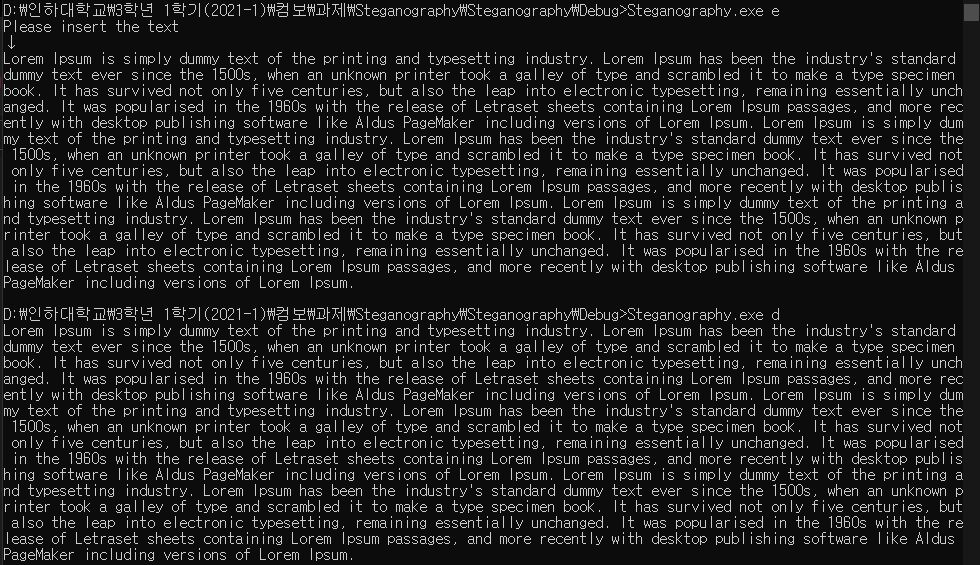 D:₩인하대학교₩3학년 1학기(2021-1)₩컴보₩과제₩Steganography₩Steganography₩Debug>Steganography.exe e
Please insert the text
↓
Lorem Ipsum is simply dummy text of the printing and typesetting industry. Lorem Ipsum has been the industry's standard
dummy text ever since the 1500s, when an unknown printer took a galley of type and scrambled it to make a type specimen
book. It has survived not only five centuries, but also the leap into electronic typesetting, remaining essentially unch
anged. It was popularised in the 1960s with the release of Letraset sheets containing Lorem Ipsum passages, and more rec
ently with desktop publishing software like Aldus PageMaker including versions of Lorem Ipsum. Lorem Ipsum is simply dum
my text of the printing and typesetting industry. Lorem Ipsum has been the industry's standard dummy text ever since the
 1500s, when an unknown printer took a galley of type and scrambled it to make a type specimen book. It has survived not
 only five centuries, but also the leap into electronic typesetting, remaining essentially unchanged. It was popularised
 in the 1960s with the release of Letraset sheets containing Lorem Ipsum passages, and more recently with desktop publis
hing software like Aldus PageMaker including versions of Lorem Ipsum. Lorem Ipsum is simply dummy text of the printing a
nd typesetting industry. Lorem Ipsum has been the industry's standard dummy text ever since the 1500s, when an unknown p
rinter took a galley of type and scrambled it to make a type specimen book. It has survived not only five centuries, but
 also the leap into electronic typesetting, remaining essentially unchanged. It was popularised in the 1960s with the re
lease of Letraset sheets containing Lorem Ipsum passages, and more recently with desktop publishing software like Aldus
PageMaker including versions of Lorem Ipsum.
D:₩인하대학교₩3학년 1학기(2021-1)₩컴보₩과제₩Steganography₩Steganography₩Debug>Steganography.exe d
Lorem Ipsum is simply dummy text of the printing and typesetting industry. Lorem Ipsum has been the industry's standard
dummy text ever since the 1500s, when an unknown printer took a galley of type and scrambled it to make a type specimen
book. It has survived not only five centuries, but also the leap into electronic typesetting, remaining essentially unch
anged. It was popularised in the 1960s with the release of Letraset sheets containing Lorem Ipsum passages, and more rec
ently with desktop publishing software like Aldus PageMaker including versions of Lorem Ipsum. Lorem Ipsum is simply dum
my text of the printing and typesetting industry. Lorem Ipsum has been the industry's standard dummy text ever since the
 1500s, when an unknown printer took a galley of type and scrambled it to make a type specimen book. It has survived not
 only five centuries, but also the leap into electronic typesetting, remaining essentially unchanged. It was popularised
 in the 1960s with the release of Letraset sheets containing Lorem Ipsum passages, and more recently with desktop publis
hing software like Aldus PageMaker including versions of Lorem Ipsum. Lorem Ipsum is simply dummy text of the printing a
nd typesetting industry. Lorem Ipsum has been the industry's standard dummy text ever since the 1500s, when an unknown p
rinter took a galley of type and scrambled it to make a type specimen book. It has survived not only five centuries, but
 also the leap into electronic typesetting, remaining essentially unchanged. It was popularised in the 1960s with the re
lease of Letraset sheets containing Lorem Ipsum passages, and more recently with desktop publishing software like Aldus
PageMaker including versions of Lorem Ipsum.